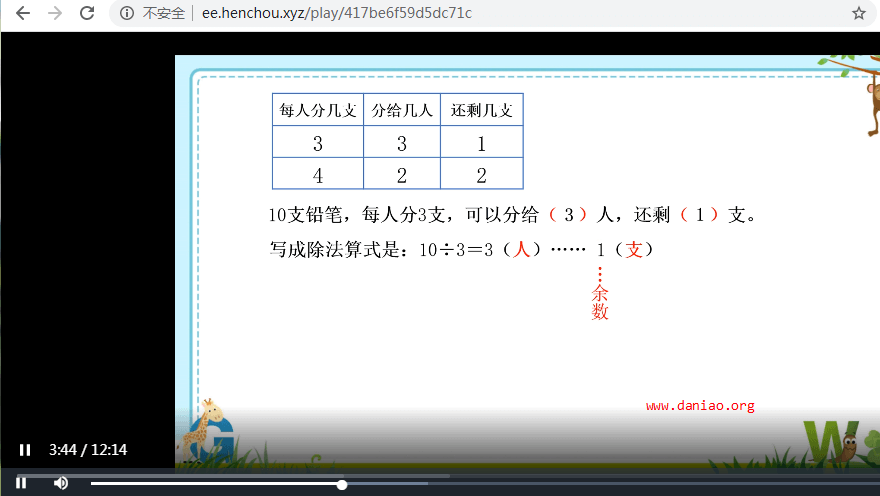 不安全 ee.henchou.xyz/play/417be6f59d5dc71c
每人分几支 分给几人 还剩几支
3 3 1
4 2 2
10支铅笔，每人分3支，可以分给（ 3 ）人，还剩（ 1 ）支。
写成除法算式是：10÷3＝3（人）…… 1（支）
⋮
余
数
www.daniao.org
G
W
3:44 / 12:14